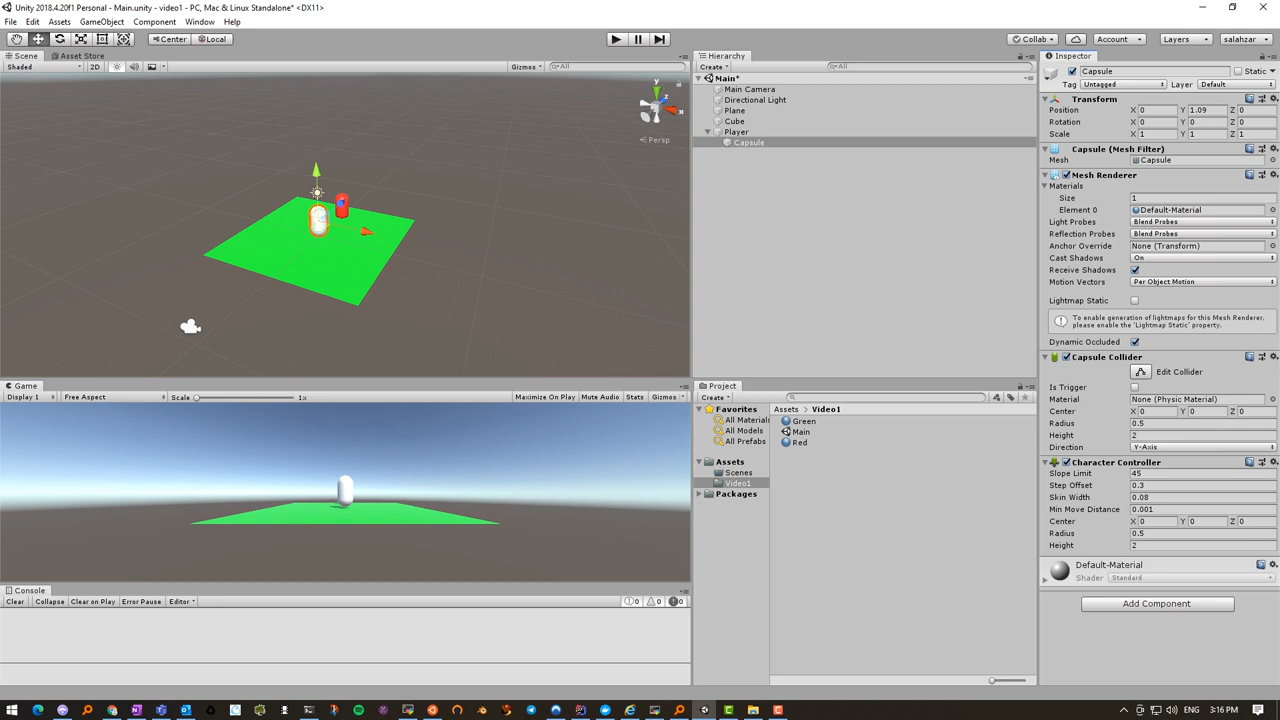 Unity 2018.4.20f1 Personal - Main.unity - video1 - PC, Mac & Linux Standalone* <DX11>
File Edit Assets GameObject Component Window Help
Center Local
Collab Account Layers salahzar
Scene Asset Store
Shaded 2D Gizmos All
y
z
x
Persp
Hierarchy
Create All
Main*
Main Camera
Directional Light
Plane
Cube
Player
Capsule
Inspector
Capsule Static
Tag Untagged Layer Default
Transform
Position X 0 Y 1.09 Z 0
Rotation X 0 Y 0 Z 0
Scale X 1 Y 1 Z 1
Capsule (Mesh Filter)
Mesh Capsule
Mesh Renderer
Materials
Size 1
Element 0 Default-Material
Light Probes Blend Probes
Reflection Probes Blend Probes
Anchor Override None (Transform)
Cast Shadows On
Receive Shadows
Motion Vectors Per Object Motion
Lightmap Static
To enable generation of lightmaps for this Mesh Renderer,
please enable the 'Lightmap Static' property.
Dynamic Occluded
Capsule Collider
Edit Collider
Is Trigger
Material None (Physic Material)
Center X 0 Y 0 Z 0
Radius 0.5
Height 2
Direction Y-Axis
Character Controller
Slope Limit 45
Step Offset 0.3
Skin Width 0.08
Min Move Distance 0.001
Center X 0 Y 0 Z 0
Radius 0.5
Height 2
Default-Material
Shader Standard
Add Component
Game
Display 1 Free Aspect Scale 1x Maximize On Play Mute Audio Stats Gizmos
Project
Create
Favorites
All Materials
All Models
All Prefabs
Assets
Scenes
Video1
Packages
Assets Video1
Green
Main
Red
Console
Clear Collapse Clear on Play Error Pause Editor 0 0 0
ENG 3:16 PM